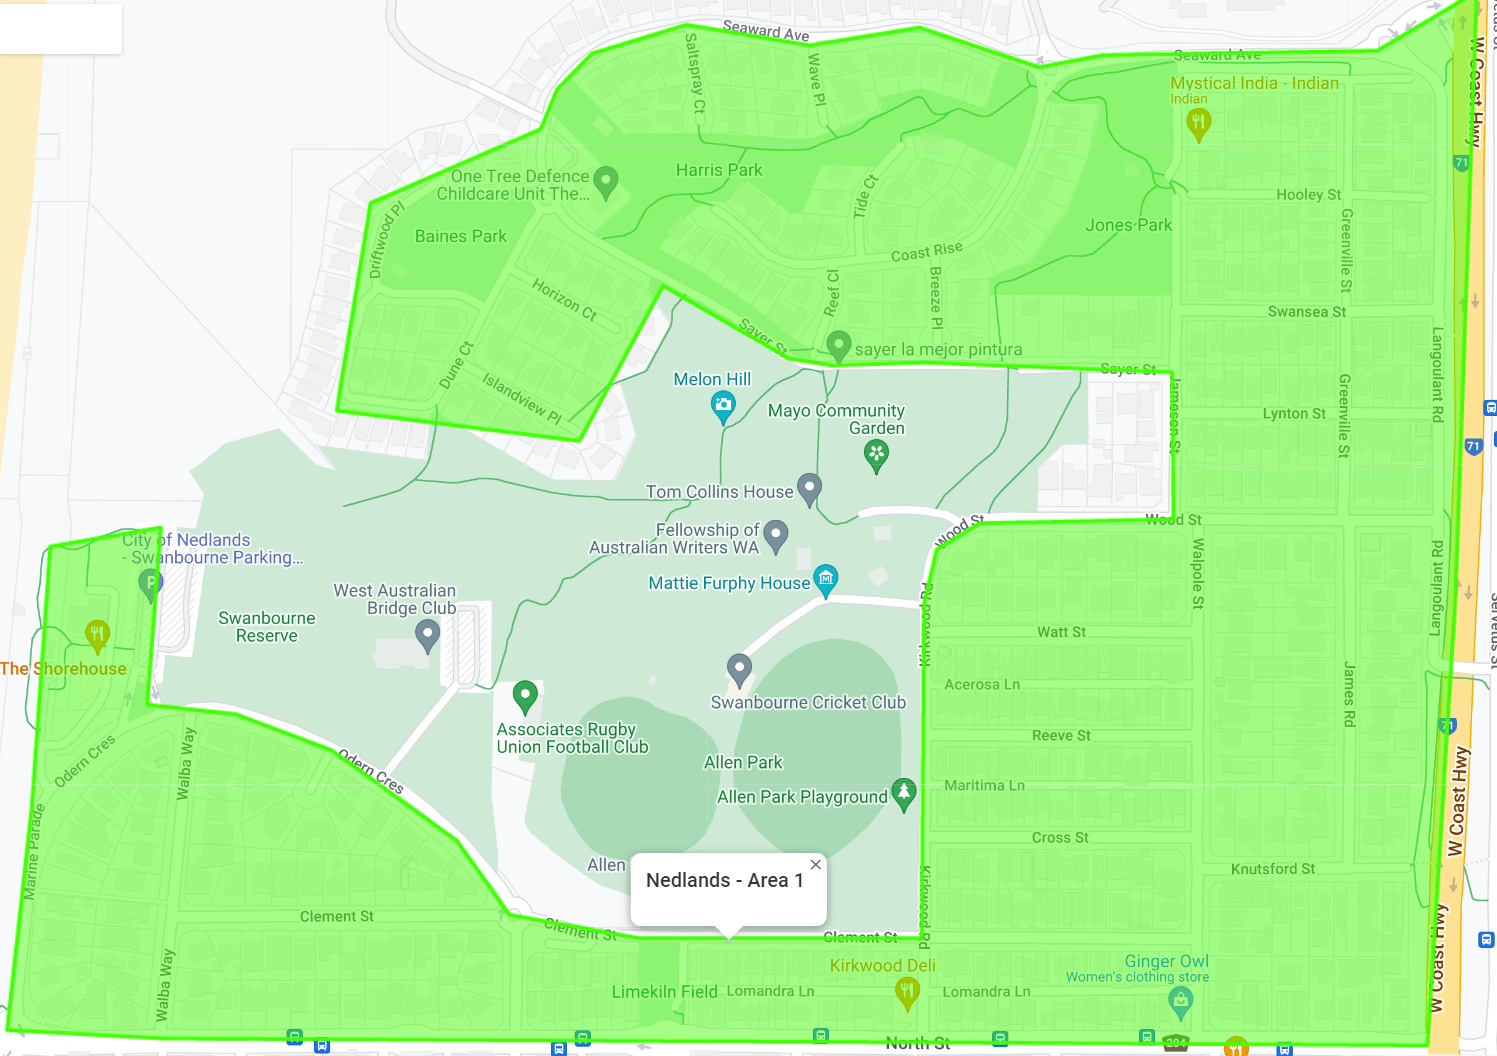 Seaward Ave
Seaward Ave
Saltspray Ct
Wave Pl
Mystical India - Indian
Indian
W Coast Hwy
71
One Tree Defence
Childcare Unit The...
Harris Park
Tide Ct
Hooley St
Driftwood Pl
Baines Park
Jones Park
Greenville St
Coast Rise
Horizon Ct
Reef Cl
Breeze Pl
Swansea St
Sayer St
sayer la mejor pintura
Langoulant Rd
Dune Ct
Islandview Pl
Melon Hill
Sayer St
Mayo Community
Garden
Jameson St
Greenville St
Lynton St
71
Tom Collins House
Wood St
Wood St
Fellowship of
Australian Writers WA
City of Nedlands
- Swanbourne Parking...
P
Mattie Furphy House
West Australian
Bridge Club
Swanbourne
Reserve
Kirkwood Rd
Walpole St
Langoulant Rd
Servetus St
Watt St
The Shorehouse
Acerosa Ln
Swanbourne Cricket Club
James Rd
Associates Rugby
Union Football Club
71
Reeve St
Odern Cres
Walba Way
Odern Cres
Allen Park
Allen Park Playground
Maritima Ln
W Coast Hwy
Marine Parade
Cross St
Allen
Knutsford St
Nedlands - Area 1
Kirkwood Rd
Clement St
Clement St
Clement St
W Coast Hwy
Walba Way
Kirkwood Deli
Ginger Owl
Women's clothing store
Limekiln Field
Lomandra Ln
Lomandra Ln
North St